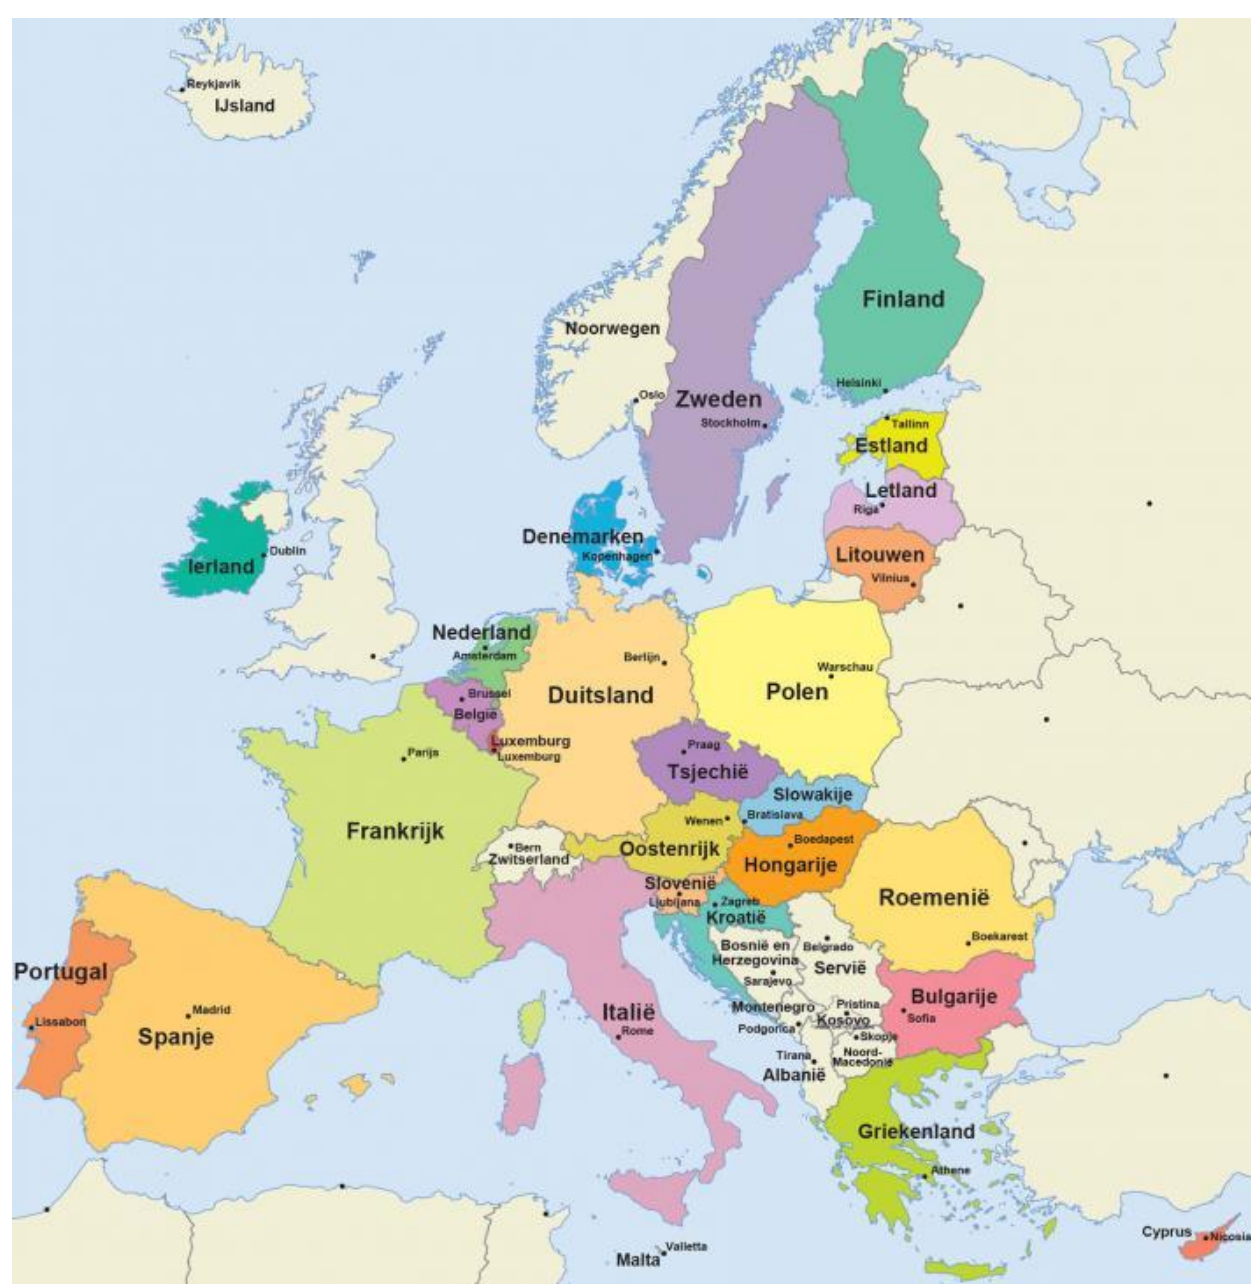 Reykjavik
IJsland
Finland
Noorwegen
Helsinki
Oslo
Zweden
Stockholm
Tallinn
Estland
Letland
Riga
Denemarken
Kopenhagen
Litouwen
Vilnius
Dublin
Ierland
Nederland
Amsterdam
Berlijn
Warschau
Polen
Duitsland
Brussel
België
Luxemburg
Luxemburg
Parijs
Praag
Tsjechië
Slowakije
Bratislava
Wenen
Frankrijk
Bern
Zwitserland
Oostenrijk
Boedapest
Hongarije
Slovenië
Ljubljana
Zagreb
Kroatië
Roemenië
Boekarest
Bosnië en
Herzegovina
Sarajevo
Belgrado
Servië
Portugal
Lissabon
Madrid
Spanje
Italië
Rome
Montenegro
Podgorica
Pristina
Kosovo
Bulgarije
Sofia
Skopje
Noord-
Macedonië
Tirana
Albanië
Griekenland
Athene
Cyprus
Nicosia
Valletta
Malta